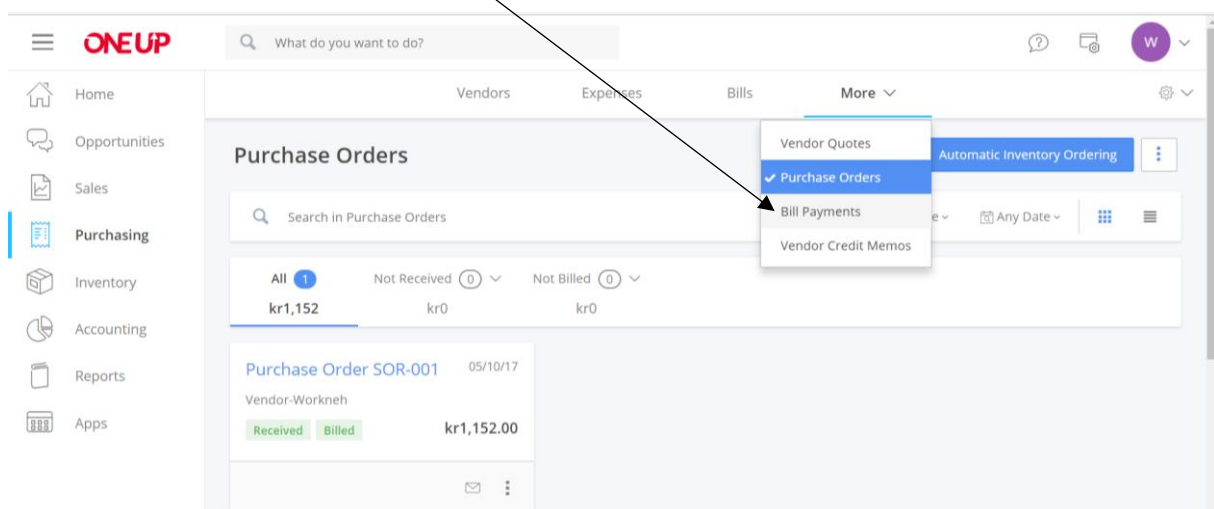 ONEUP
What do you want to do?
W
Home
Vendors
Expenses
Bills
More
Opportunities
Purchase Orders
Vendor Quotes
Automatic Inventory Ordering
Sales
Purchase Orders
Search in Purchase Orders
Bill Payments
e
Any Date
Purchasing
Vendor Credit Memos
Inventory
All 1
Not Received 0
Not Billed 0
kr1,152
kr0
kr0
Accounting
Reports
Purchase Order SOR-001
05/10/17
Vendor-Workneh
Apps
Received
Billed
kr1,152.00